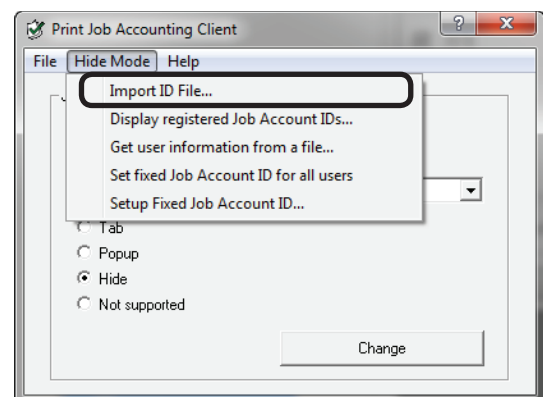 Print Job Accounting Client
File Hide Mode Help
Import ID File...
Display registered Job Account IDs...
Get user information from a file...
Set fixed Job Account ID for all users
Setup Fixed Job Account ID...
Tab
Popup
Hide
Not supported
Change